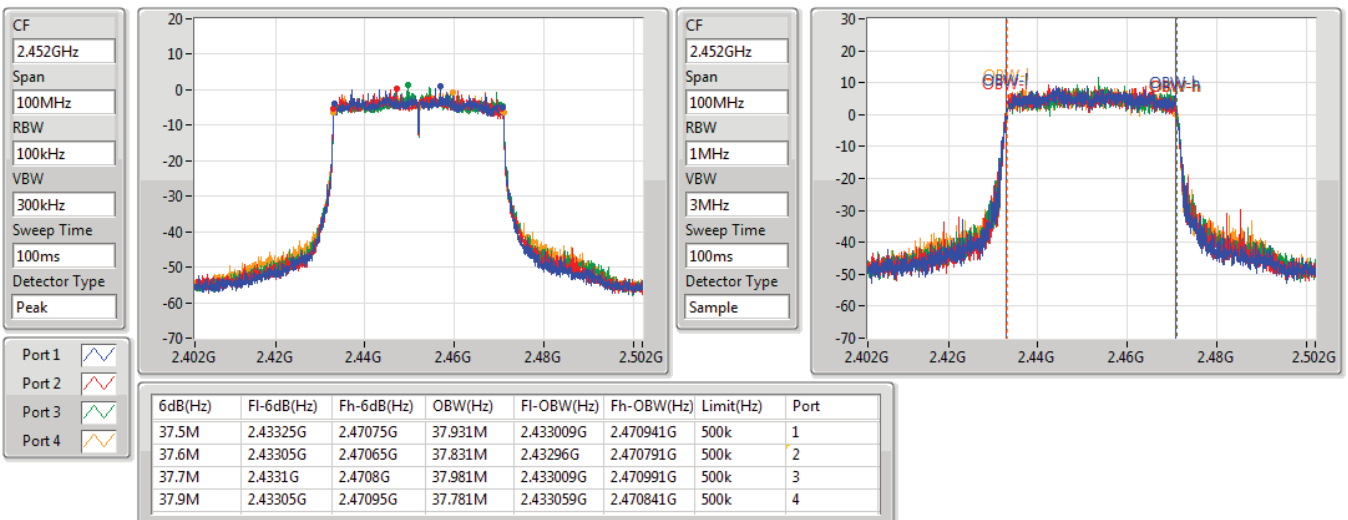 CF
2.452GHz
Span
100MHz
RBW
100kHz
VBW
300kHz
Sweep Time
100ms
Detector Type
Peak
20
10
0
-10
-20
-30
-40
-50
-60
-70
2.402G 2.42G 2.44G 2.46G 2.48G 2.502G
CF
2.452GHz
Span
100MHz
RBW
1MHz
VBW
3MHz
Sweep Time
100ms
Detector Type
Sample
30
20
10
0
-10
-20
-30
-40
-50
-60
-70
OBW-l OBW-h
2.402G 2.42G 2.44G 2.46G 2.48G 2.502G
Port 1
Port 2
Port 3
Port 4
6dB(Hz) Fl-6dB(Hz) Fh-6dB(Hz) OBW(Hz) Fl-OBW(Hz) Fh-OBW(Hz) Limit(Hz) Port
37.5M 2.43325G 2.47075G 37.931M 2.433009G 2.470941G 500k 1
37.6M 2.43305G 2.47065G 37.831M 2.43296G 2.470791G 500k 2
37.7M 2.4331G 2.4708G 37.981M 2.433009G 2.470991G 500k 3
37.9M 2.43305G 2.47095G 37.781M 2.433059G 2.470841G 500k 4